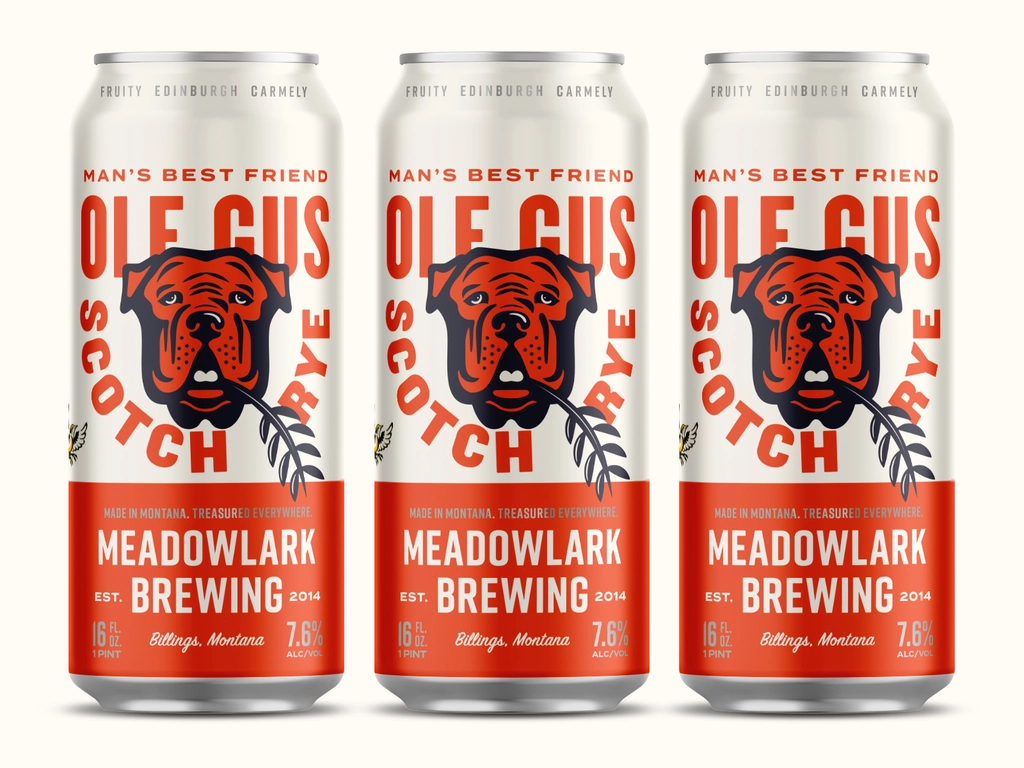 FRUITY EDINBURGH CARMELY
MAN'S BEST FRIEND
OLE GUS
SCOTCH RYE
MADE IN MONTANA. TREASURED EVERYWHERE.
MEADOWLARK
EST. BREWING 2014
16 FL. OZ. 1 PINT
Billings, Montana
7.6% ALC/VOL
FRUITY EDINBURGH CARMELY
MAN'S BEST FRIEND
OLE GUS
SCOTCH RYE
MADE IN MONTANA. TREASURED EVERYWHERE.
MEADOWLARK
EST. BREWING 2014
16 FL. OZ. 1 PINT
Billings, Montana
7.6% ALC/VOL
FRUITY EDINBURGH CARMELY
MAN'S BEST FRIEND
OLE GUS
SCOTCH RYE
MADE IN MONTANA. TREASURED EVERYWHERE.
MEADOWLARK
EST. BREWING 2014
16 FL. OZ. 1 PINT
Billings, Montana
7.6% ALC/VOL